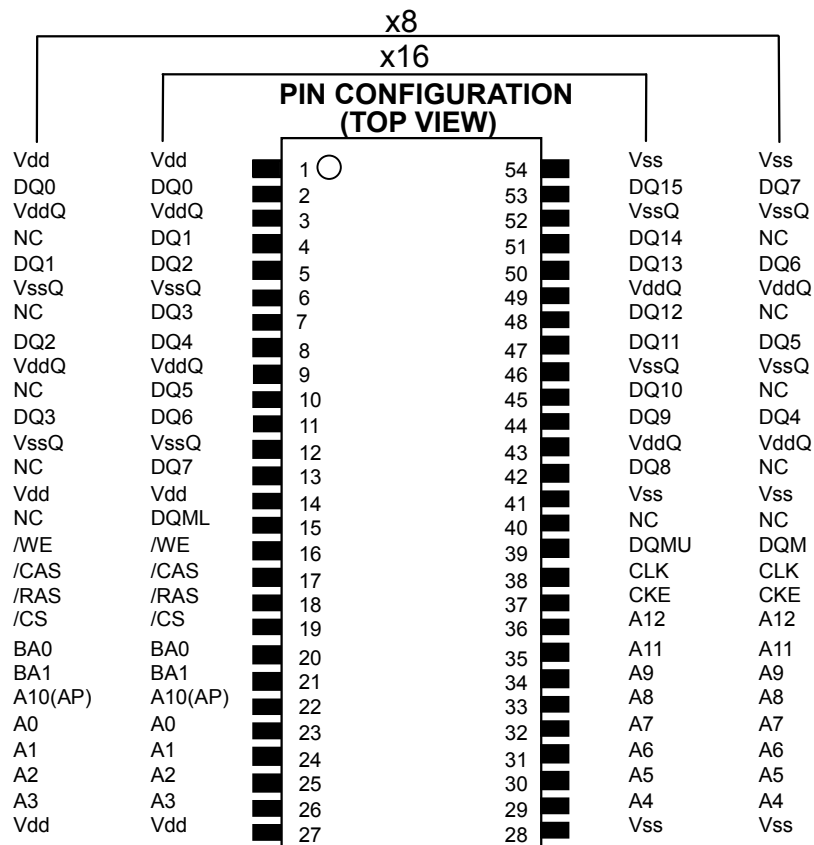 x8
x16
PIN CONFIGURATION
(TOP VIEW)
Vdd Vdd 1 54 Vss Vss
DQ0 DQ0 2 53 DQ15 DQ7
VddQ VddQ 3 52 VssQ VssQ
NC DQ1 4 51 DQ14 NC
DQ1 DQ2 5 50 DQ13 DQ6
VssQ VssQ 6 49 VddQ VddQ
NC DQ3 7 48 DQ12 NC
DQ2 DQ4 8 47 DQ11 DQ5
VddQ VddQ 9 46 VssQ VssQ
NC DQ5 10 45 DQ10 NC
DQ3 DQ6 11 44 DQ9 DQ4
VssQ VssQ 12 43 VddQ VddQ
NC DQ7 13 42 DQ8 NC
Vdd Vdd 14 41 Vss Vss
NC DQML 15 40 NC NC
/WE /WE 16 39 DQMU DQM
/CAS /CAS 17 38 CLK CLK
/RAS /RAS 18 37 CKE CKE
/CS /CS 19 36 A12 A12
BA0 BA0 20 35 A11 A11
BA1 BA1 21 34 A9 A9
A10(AP) A10(AP) 22 33 A8 A8
A0 A0 23 32 A7 A7
A1 A1 24 31 A6 A6
A2 A2 25 30 A5 A5
A3 A3 26 29 A4 A4
Vdd Vdd 27 28 Vss Vss